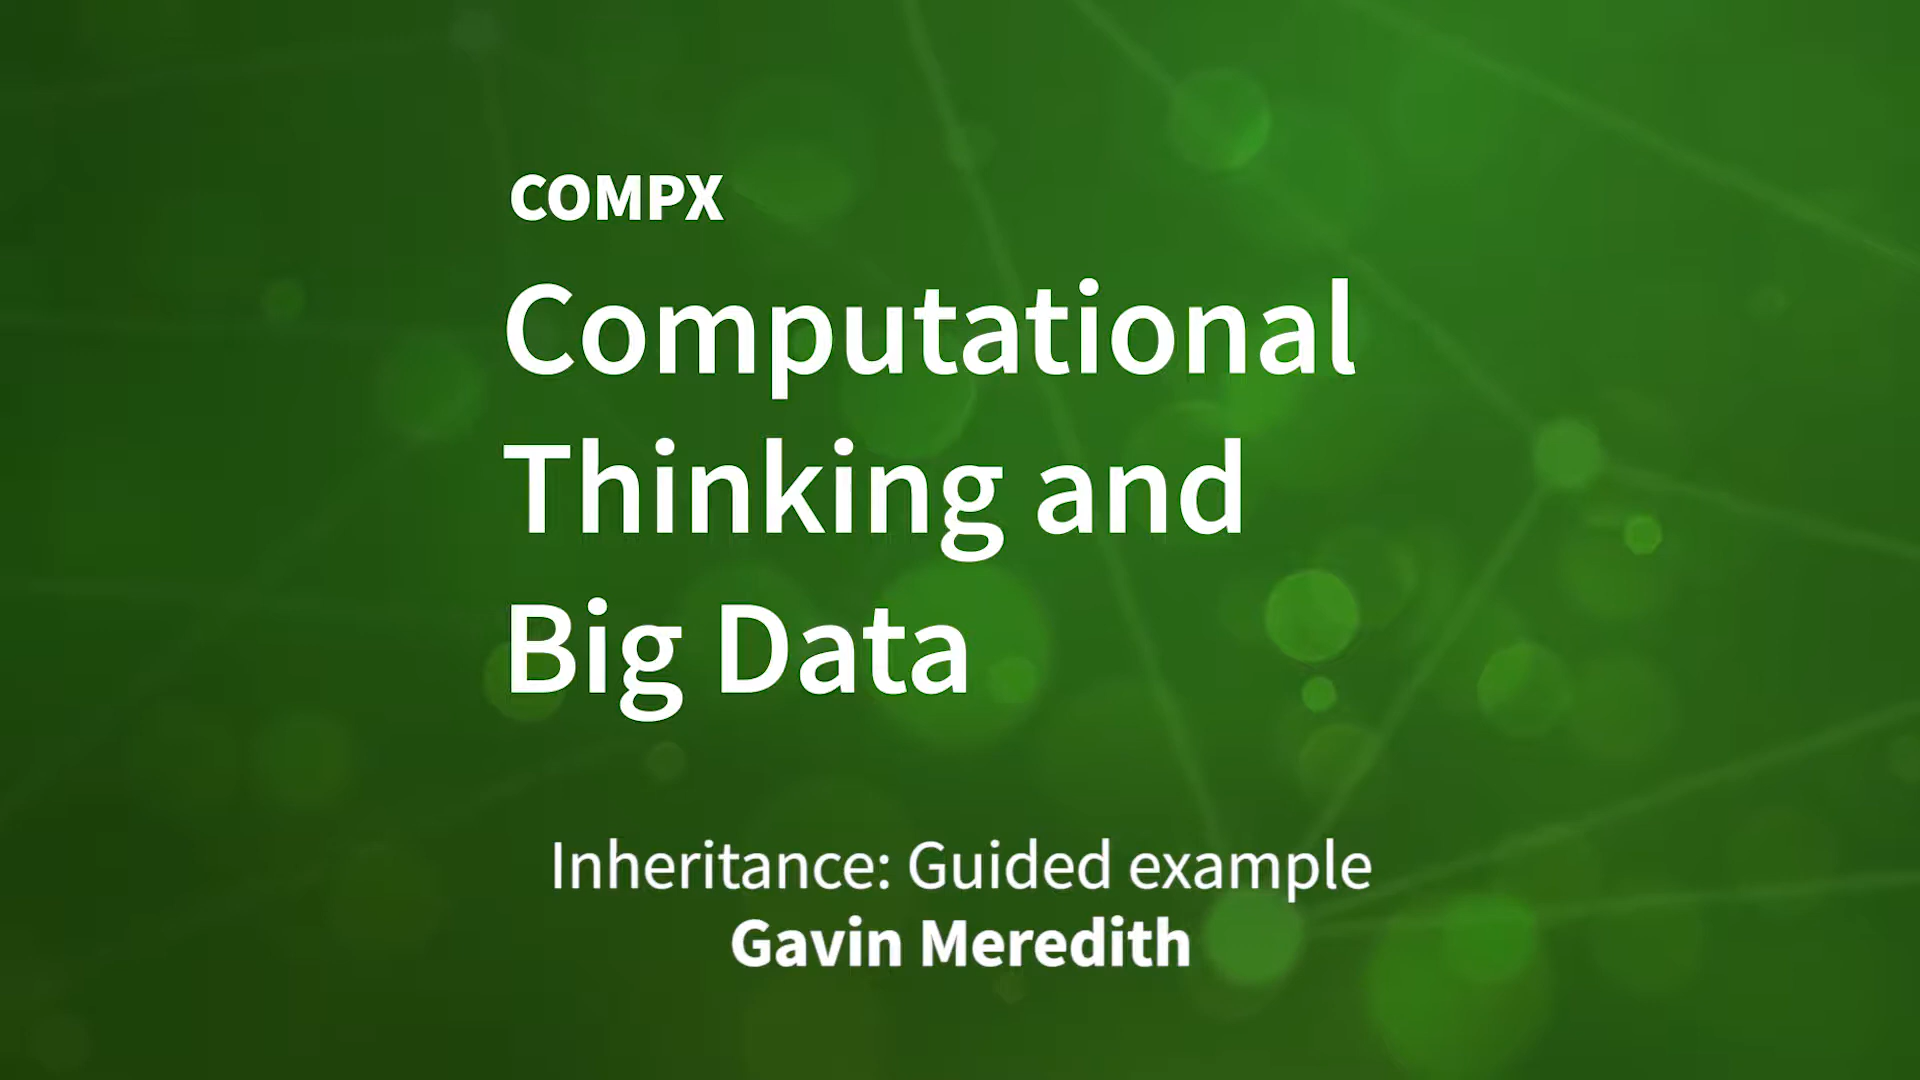 COMPX
Computational
Thinking and
Big Data
Inheritance: Guided example
Gavin Meredith